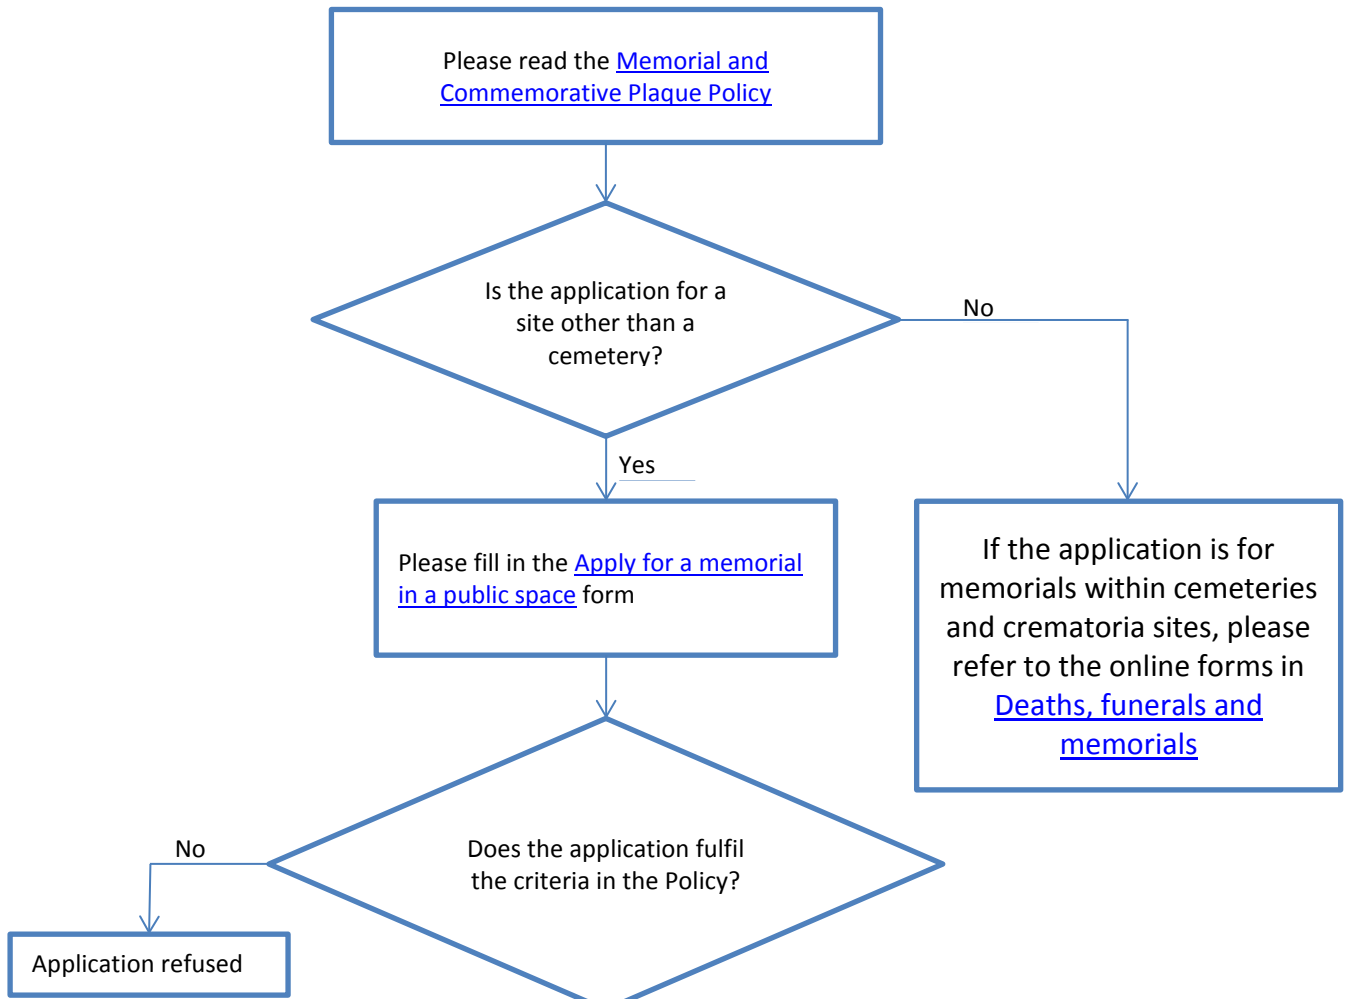 Please read the Memorial and
Commemorative Plaque Policy
Is the application for a
site other than a
cemetery?
No
Yes
Please fill in the Apply for a memorial
in a public space form
If the application is for
memorials within cemeteries
and crematoria sites, please
refer to the online forms in
Deaths, funerals and
memorials
Does the application fulfil
the criteria in the Policy?
No
Application refused